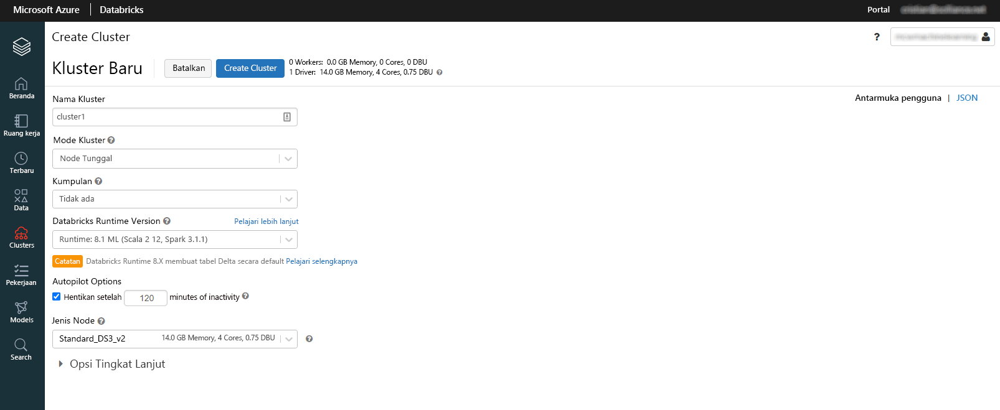 Microsoft Azure | Databricks
Portal
Create Cluster
?
Kluster Baru
Batalkan
Create Cluster
0 Workers: 0.0 GB Memory, 0 Cores, 0 DBU
1 Driver: 14.0 GB Memory, 4 Cores, 0.75 DBU ?
Beranda
Ruang kerja
Terbaru
Data
Clusters
Pekerjaan
Models
Search
Antarmuka pengguna | JSON
Nama Kluster
cluster1
Mode Kluster ?
Node Tunggal
Kumpulan ?
Tidak ada
Databricks Runtime Version ? Pelajari lebih lanjut
Runtime: 8.1 ML (Scala 2 12, Spark 3.1.1)
Catatan Databricks Runtime 8.X membuat tabel Delta secara default Pelajari selengkapnya
Autopilot Options
Hentikan setelah 120 minutes of inactivity ?
Jenis Node ?
Standard_DS3_v2 14.0 GB Memory, 4 Cores, 0.75 DBU ?
Opsi Tingkat Lanjut